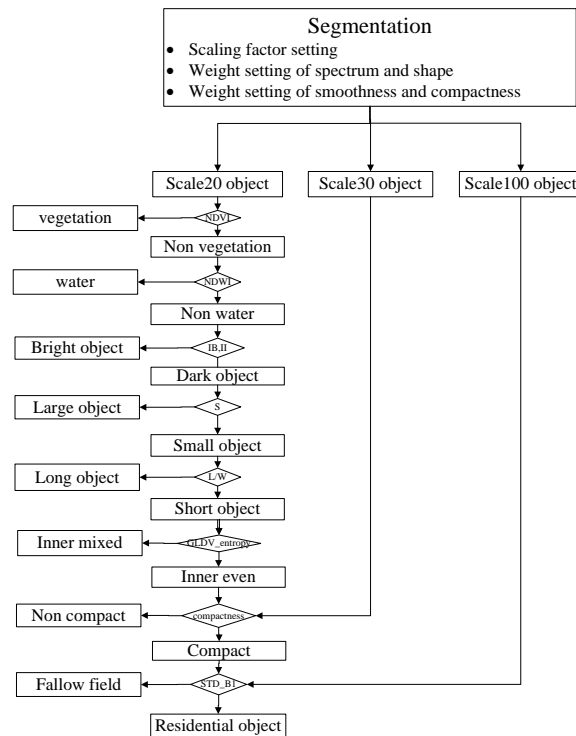 Segmentation
• Scaling factor setting
• Weight setting of spectrum and shape
• Weight setting of smoothness and compactness
Scale20 object
Scale30 object
Scale100 object
vegetation
NDVI
Non vegetation
water
NDWI
Non water
Bright object
IB,II
Dark object
Large object
S
Small object
Long object
L/W
Short object
Inner mixed
GLDV_entropy
Inner even
Non compact
compactness
Compact
Fallow field
STD_B1
Residential object